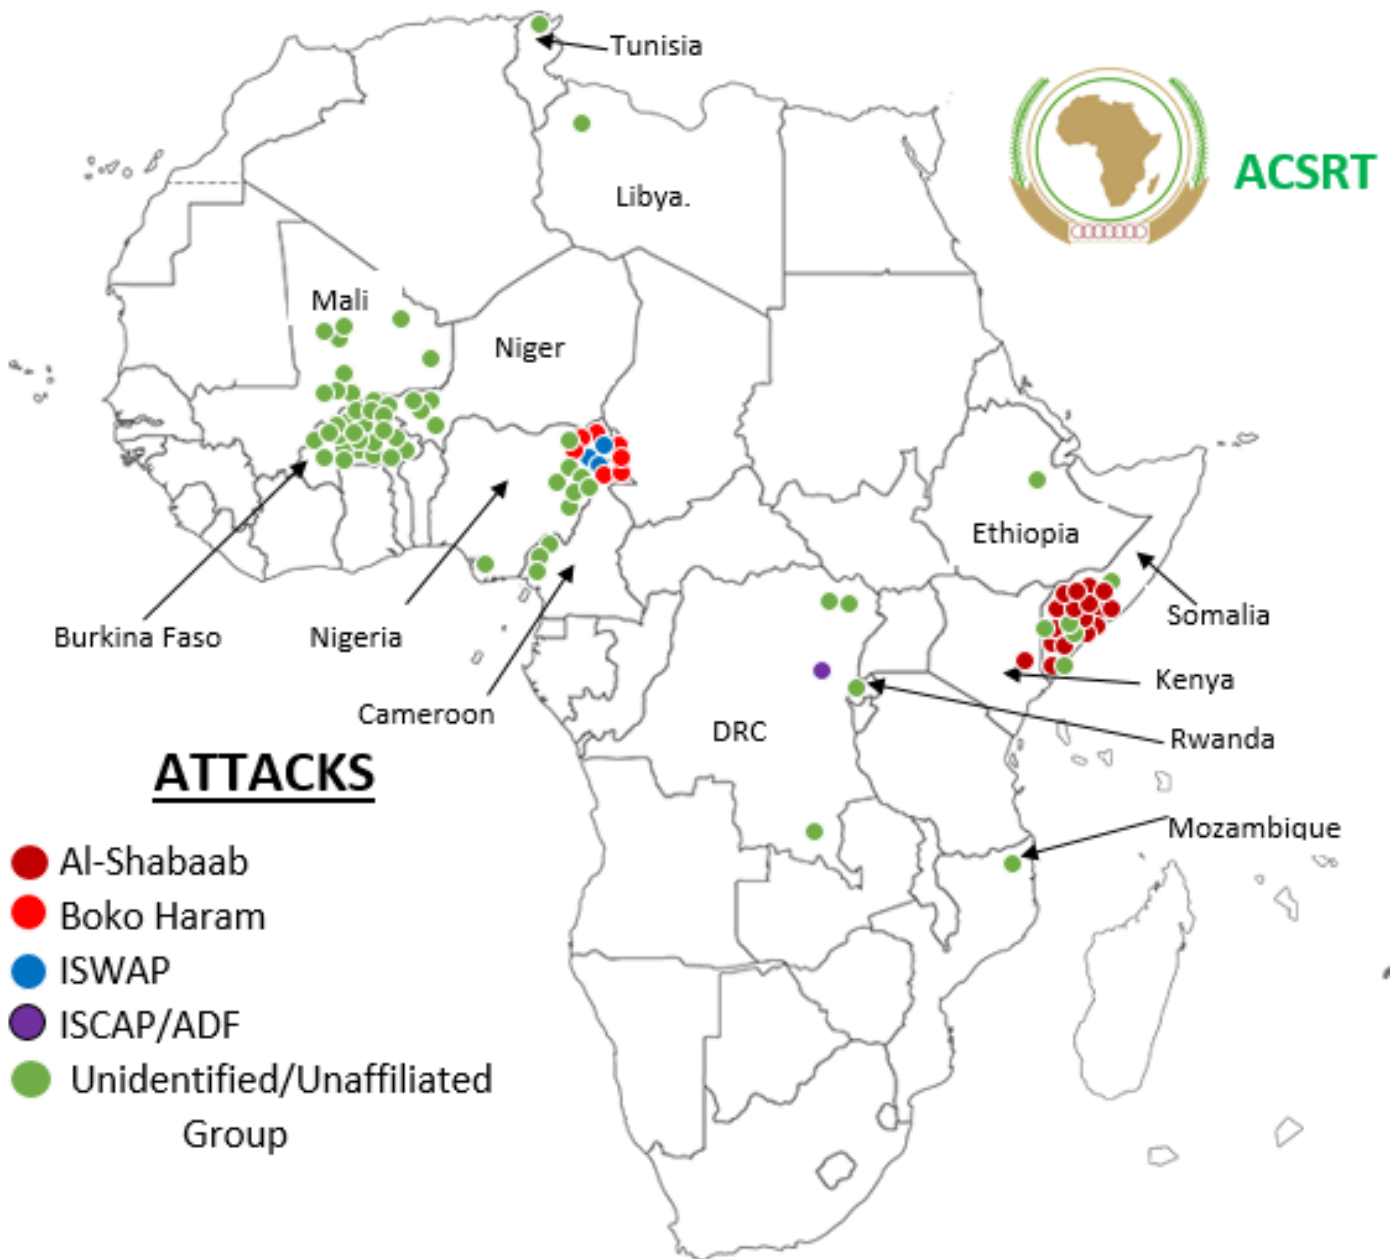 Tunisia
ACSRT
Libya.
Mali
Niger
Ethiopia
Somalia
Burkina Faso
Nigeria
Kenya
Cameroon
DRC
Rwanda
ATTACKS
Mozambique
Al-Shabaab
Boko Haram
ISWAP
ISCAP/ADF
Unidentified/Unaffiliated
Group